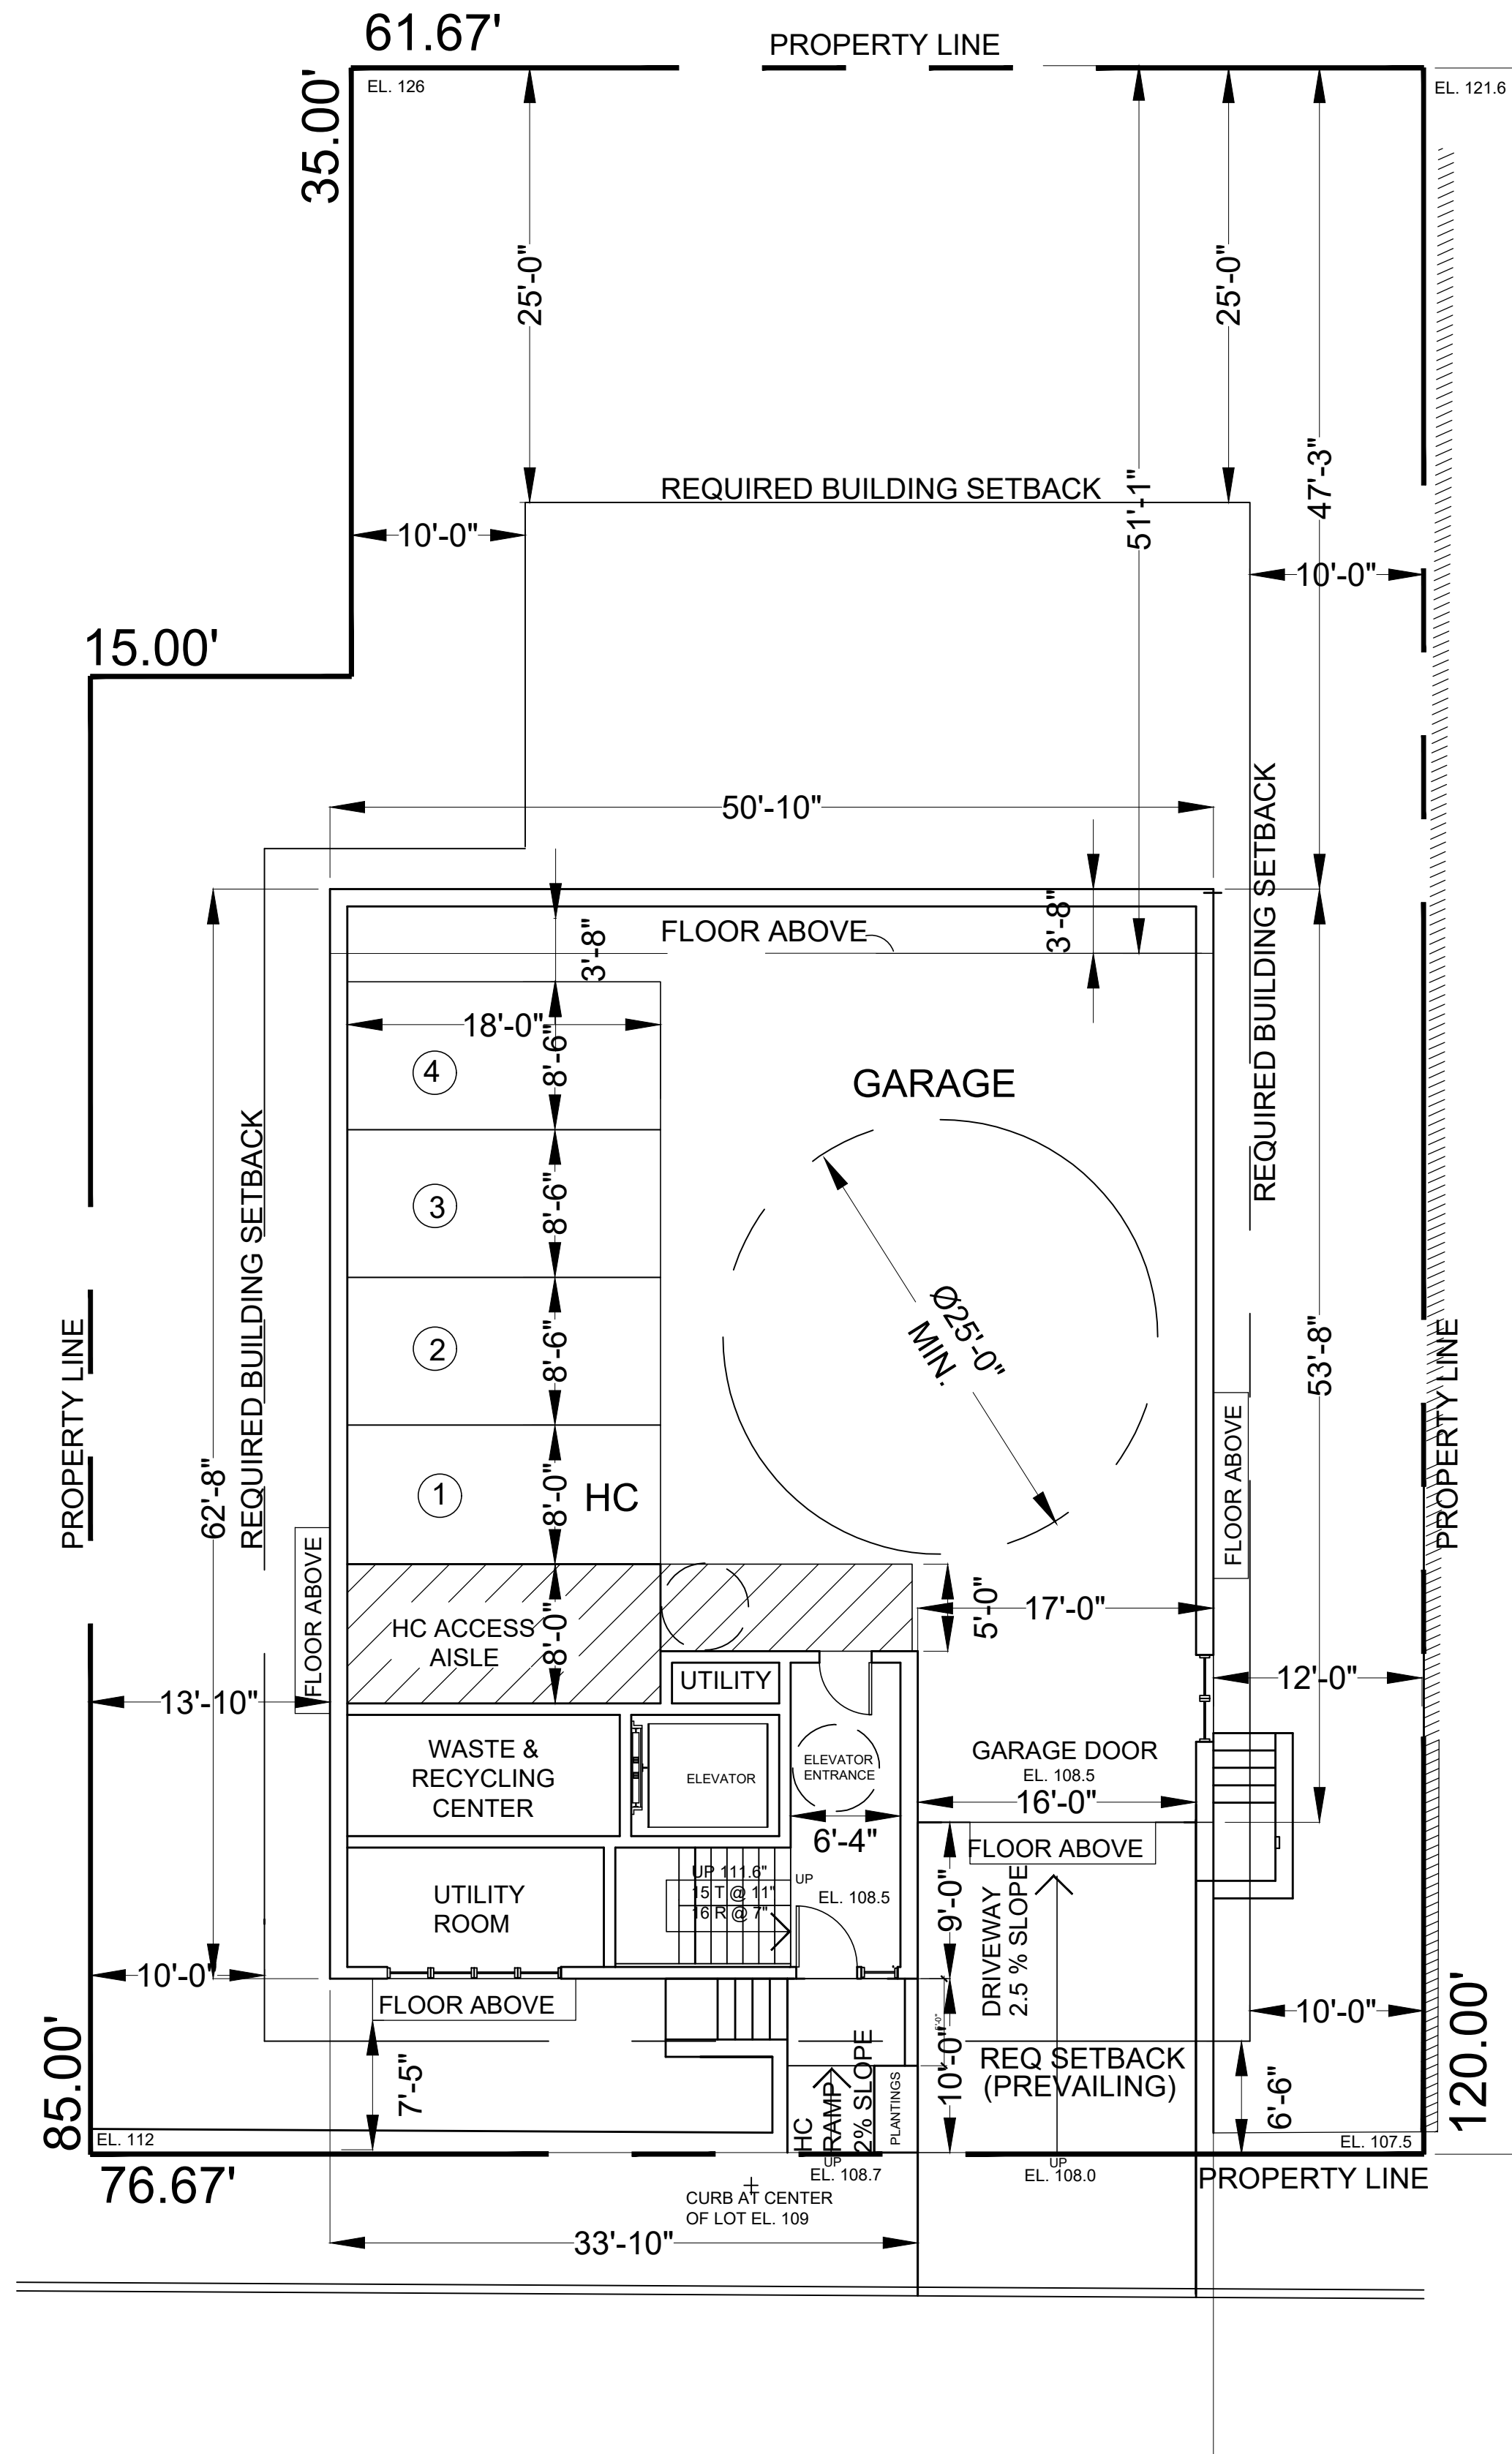 61.67'
PROPERTY LINE
35.00'
EL. 126
EL. 121.6
25'-0"
25'-0"
47'-3"
51'-1"
REQUIRED BUILDING SETBACK
10'-0"
10'-0"
15.00'
50'-10"
REQUIRED BUILDING SETBACK
3'-8"
FLOOR ABOVE
3'-8"
18'-0"
8'-6"
4
GARAGE
REQUIRED BUILDING SETBACK
3
8'-6"
Ø25'-0"
MIN.
PROPERTY LINE
2
8'-6"
53'-8"
PROPERTY LINE
62'-8"
FLOOR ABOVE
1
8'-0"
HC
FLOOR ABOVE
HC ACCESS
AISLE
8'-0"
5'-0"
17'-0"
13'-10"
UTILITY
12'-0"
WASTE &
RECYCLING
CENTER
ELEVATOR
ELEVATOR
ENTRANCE
GARAGE DOOR
EL. 108.5
16'-0"
6'-4"
FLOOR ABOVE
UTILITY
ROOM
UP 111.6"
15 T @ 11"
16 R @ 7"
UP
EL. 108.5
9'-0"
DRIVEWAY
2.5 % SLOPE
10'-0"
FLOOR ABOVE
10'-0"
85.00'
7'-5"
HC
RAMP
2% SLOPE
PLANTINGS
10'-0"
REQ SETBACK
(PREVAILING)
6'-6"
120.00'
EL. 112
EL. 107.5
76.67'
UP
EL. 108.7
UP
EL. 108.0
PROPERTY LINE
CURB AT CENTER
OF LOT EL. 109
33'-10"